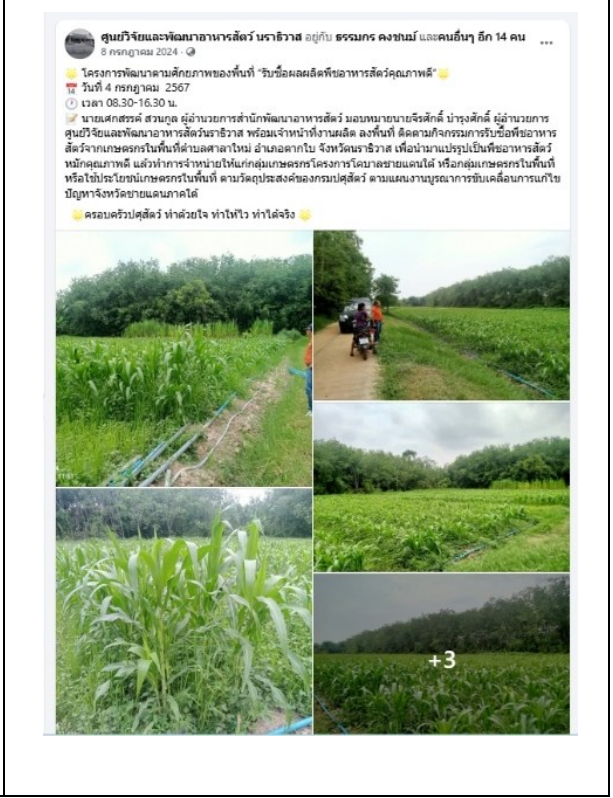 ศูนย์วิจัยและพัฒนาอาหารสัตว์ นราธิวาส อยู่กับ ธรรมกร คงชนม์ และคนอื่นๆ อีก 14 คน
8 กรกฎาคม 2024 ·
โครงการพัฒนาตามศักยภาพของพื้นที่ "รับซื้อผลผลิตพืชอาหารสัตว์คุณภาพดี"
วันที่ 4 กรกฎาคม 2567
เวลา 08.30-16.30 น.
นายเศกสรรค์ สวนกูล ผู้อำนวยการสำนักพัฒนาอาหารสัตว์ มอบหมายนายจีรศักดิ์ บำรุงศักดิ์ ผู้อำนวยการ
ศูนย์วิจัยและพัฒนาอาหารสัตว์นราธิวาส พร้อมเจ้าหน้าที่งานผลิต ลงพื้นที่ ติดตามกิจกรรมการรับซื้อพืชอาหาร
สัตว์จากเกษตรกรในพื้นที่ตำบลศาลาใหม่ อำเภอตากใบ จังหวัดนราธิวาส เพื่อนำมาแปรรูปเป็นพืชอาหารสัตว์
หมักคุณภาพดี แล้วทำการจำหน่ายให้แก่กลุ่มเกษตรกรโครงการโคบาลชายแดนใต้ หรือกลุ่มเกษตรกรในพื้นที่
หรือใช้ประโยชน์เกษตรกรในพื้นที่ ตามวัตถุประสงค์ของกรมปศุสัตว์ ตามแผนงานบูรณาการขับเคลื่อนการแก้ไข
ปัญหาจังหวัดชายแดนภาคใต้
ครอบครัวปศุสัตว์ ทำด้วยใจ ทำให้ไว ทำได้จริง
+3